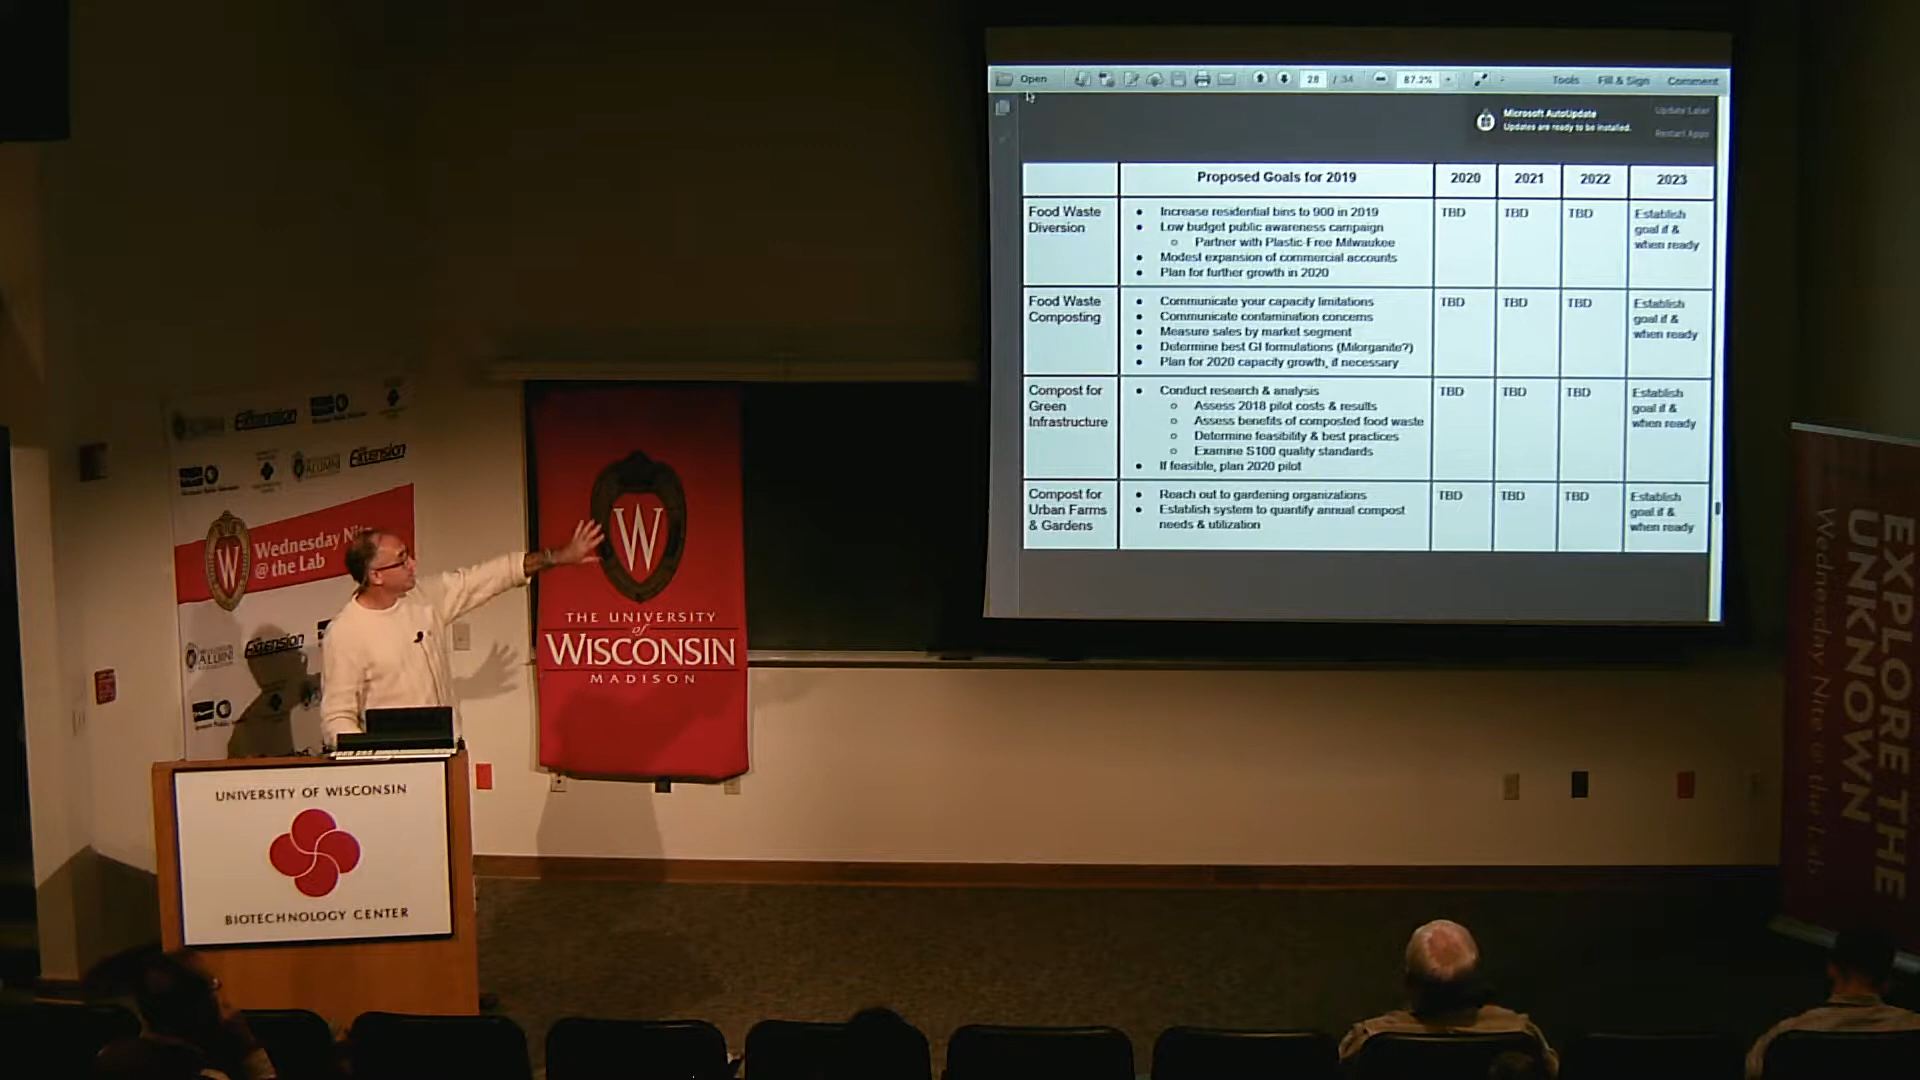 Open
28 / 34
87.2%
Tools
Fill & Sign
Comment
Microsoft AutoUpdate
Updates are ready to be installed.
Update Later
Restart Apps
Proposed Goals for 2019
2020
2021
2022
2023
Food Waste
Diversion
• Increase residential bins to 900 in 2019
• Low budget public awareness campaign
○ Partner with Plastic-Free Milwaukee
• Modest expansion of commercial accounts
• Plan for further growth in 2020
TBD
TBD
TBD
Establish
goal if &
when ready
Food Waste
Composting
• Communicate your capacity limitations
• Communicate contamination concerns
• Measure sales by market segment
• Determine best GI formulations (Milorganite?)
• Plan for 2020 capacity growth, if necessary
TBD
TBD
TBD
Establish
goal if &
when ready
Compost for
Green
Infrastructure
• Conduct research & analysis
○ Assess 2018 pilot costs & results
○ Assess benefits of composted food waste
○ Determine feasibility & best practices
○ Examine S100 quality standards
• If feasible, plan 2020 pilot
TBD
TBD
TBD
Establish
goal if &
when ready
Compost for
Urban Farms
& Gardens
• Reach out to gardening organizations
• Establish system to quantify annual compost
needs & utilization
TBD
TBD
TBD
Establish
goal if &
when ready
Extension
ALUMNI
Extension
W
Wednesday
@ the Lab
ALUMNI
Extension
W
THE UNIVERSITY
of
WISCONSIN
MADISON
UNIVERSITY OF WISCONSIN
BIOTECHNOLOGY CENTER
EXPLORE THE
UNKNOWN
Wednesday Nite @ the Lab